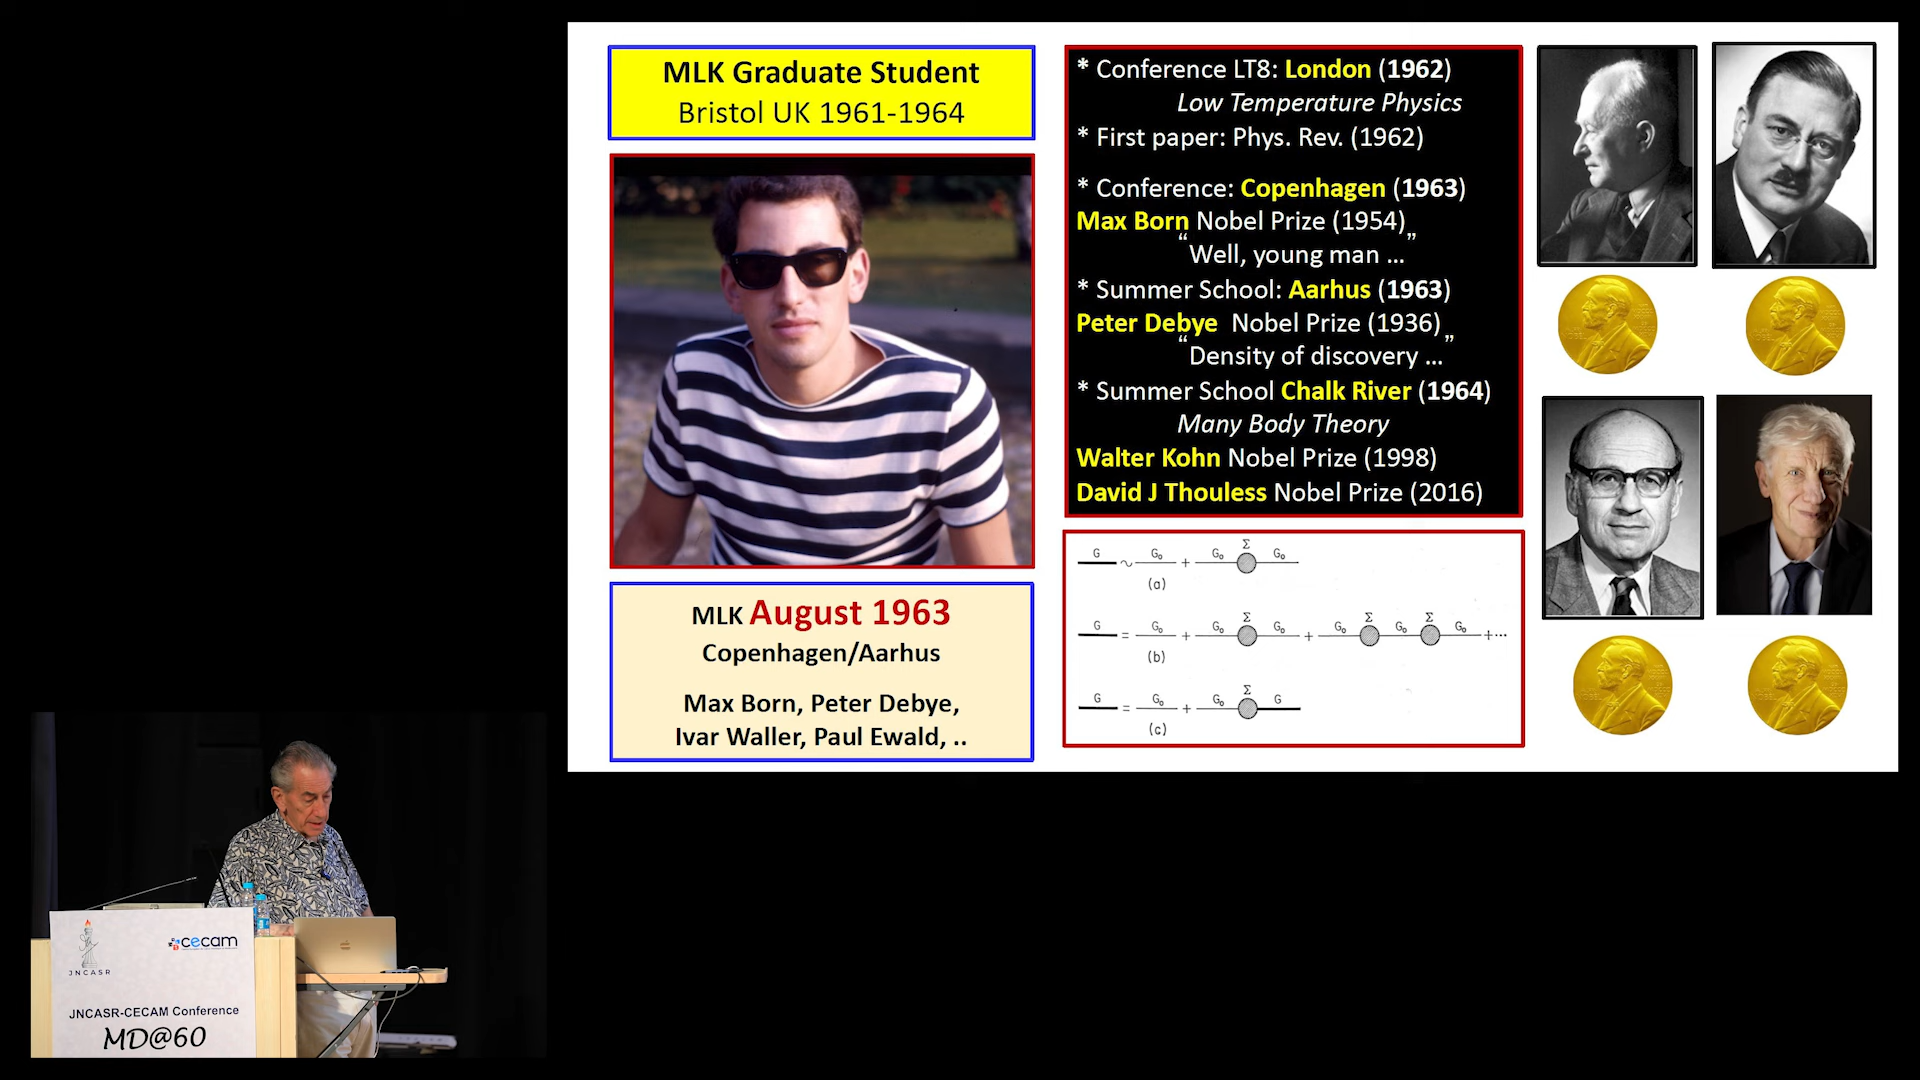 MLK Graduate Student
Bristol UK 1961-1964
MLK August 1963
Copenhagen/Aarhus
Max Born, Peter Debye,
Ivar Waller, Paul Ewald, ..
* Conference LT8: London (1962)
Low Temperature Physics
* First paper: Phys. Rev. (1962)
* Conference: Copenhagen (1963)
Max Born Nobel Prize (1954)
“Well, young man ...”
* Summer School: Aarhus (1963)
Peter Debye Nobel Prize (1936)
“Density of discovery ...”
* Summer School Chalk River (1964)
Many Body Theory
Walter Kohn Nobel Prize (1998)
David J Thouless Nobel Prize (2016)
G ~ G₀ + G₀ Σ G₀
(a)
G = G₀ + G₀ Σ G₀ + G₀ Σ G₀ Σ G₀ +...
(b)
G = G₀ + G₀ Σ G
(c)
JNCASR
cecam
JNCASR-CECAM Conference
MD@60